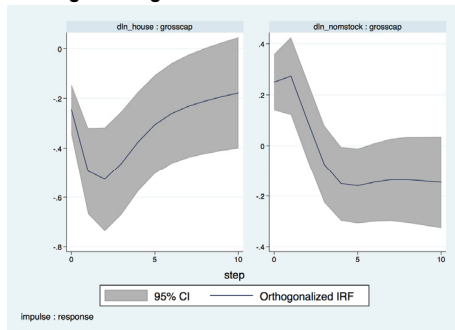 dln_house : grosscap
dln_nomstock : grosscap
0
-.2
-.4
-.6
-.8
.4
.2
0
-.2
-.4
0 5 10
0 5 10
step
95% CI
Orthogonalized IRF
impulse : response